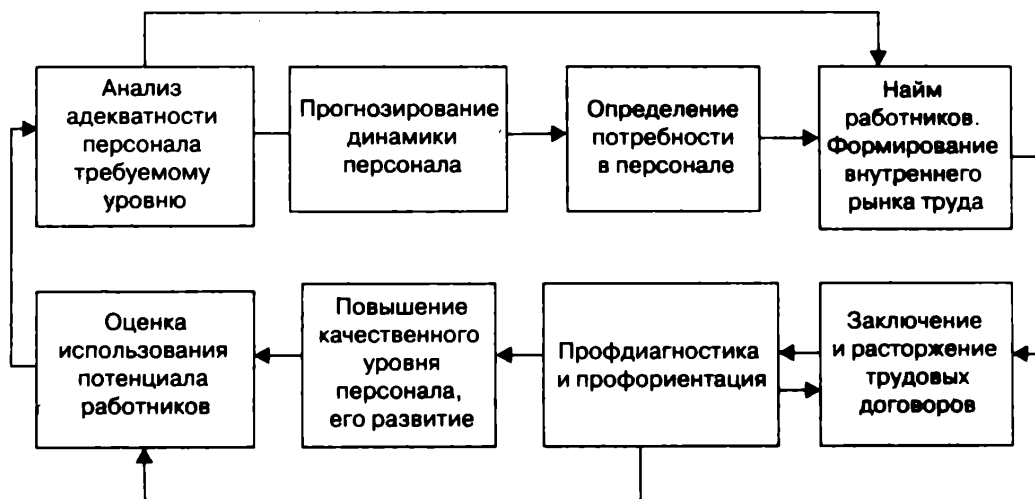 Анализ
адекватности
персонала
требуемому
уровню
Прогнозирование
динамики
персонала
Определение
потребности
в персонале
Найм
работников.
Формирование
внутреннего
рынка труда
Оценка
использования
потенциала
работников
Повышение
качественного
уровня
персонала,
его развитие
Профдиагностика
и профориентация
Заключение
и расторжение
трудовых
договоров